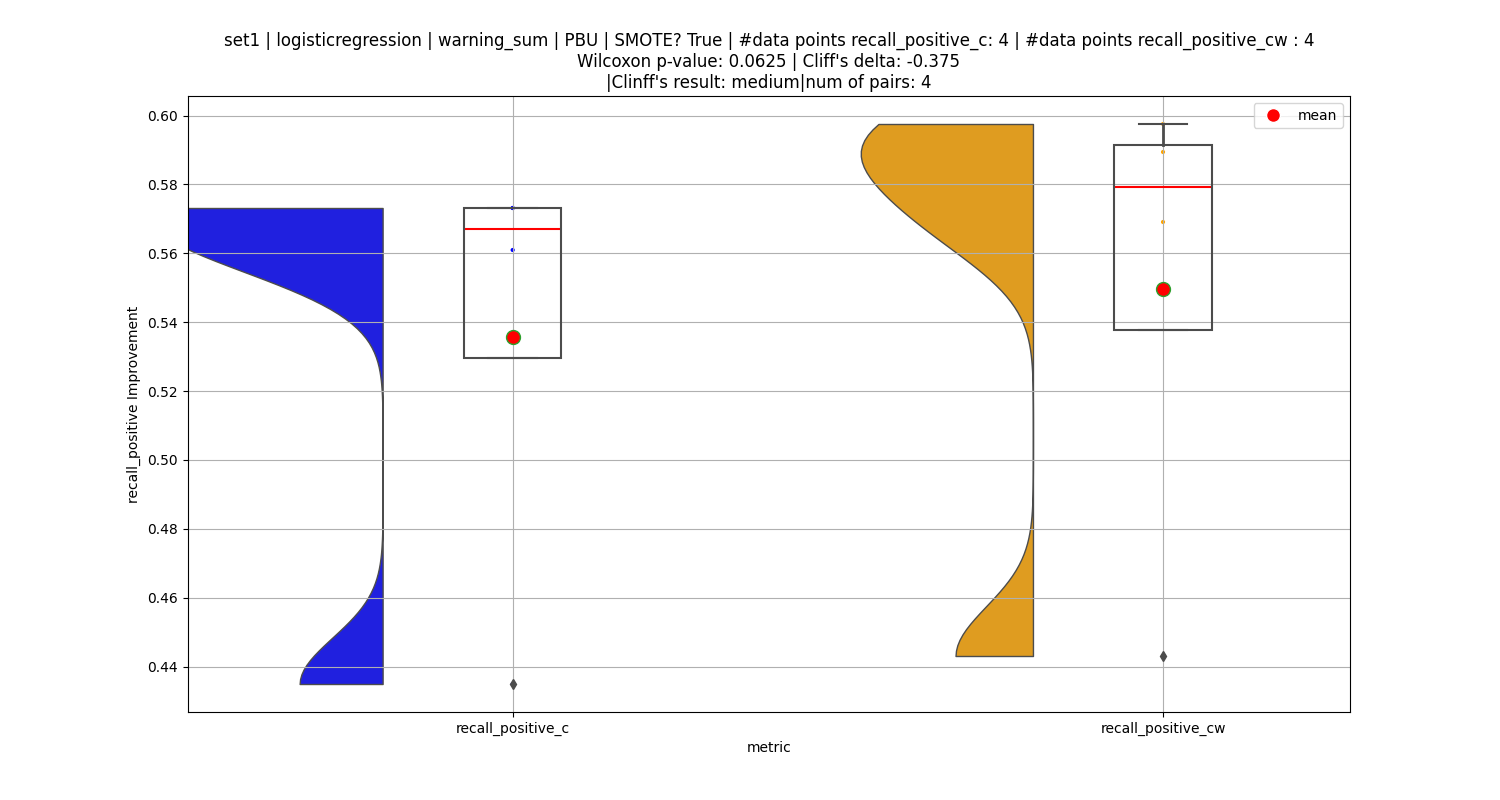 set1 | logisticregression | warning_sum | PBU | SMOTE? True | #data points recall_positive_c: 4 | #data points recall_positive_cw : 4
Wilcoxon p-value: 0.0625 | Cliff's delta: -0.375
|Clinff's result: medium|num of pairs: 4
mean
0.60
0.58
0.56
0.54
0.52
0.50
0.48
0.46
0.44
recall_positive Improvement
recall_positive_c
recall_positive_cw
metric